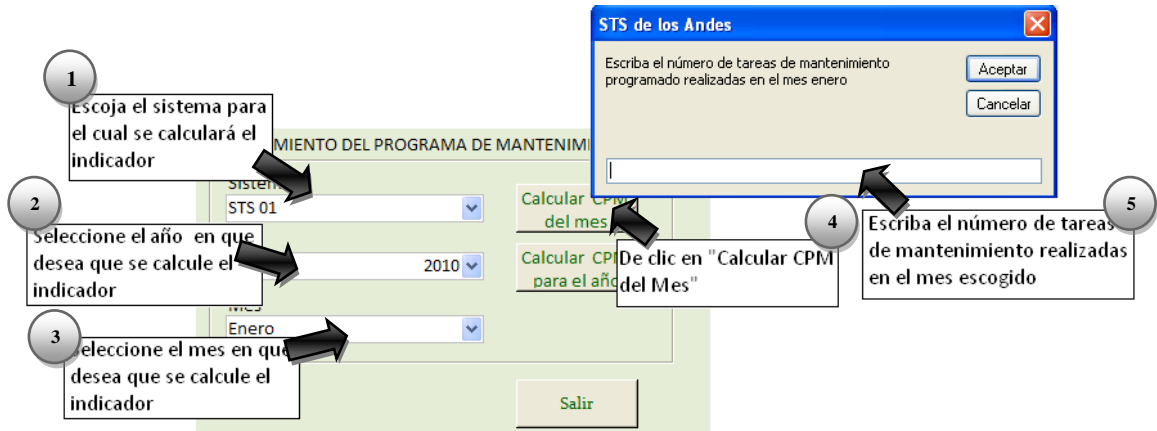 STS de los Andes
Escriba el número de tareas de mantenimiento
programado realizadas en el mes enero
Aceptar
Cancelar
1
Escoja el sistema para
el cual se calculará el
indicador
MIENTO DEL PROGRAMA DE MANTENIMI
Sistem
STS 01
Calcular CPM
del mes
2
Seleccione el año en que
desea que se calcule el
indicador
2010
Calcular CPM
para el año
4
De clic en "Calcular CPM
del Mes"
5
Escriba el número de tareas
de mantenimiento realizadas
en el mes escogido
Mes
Enero
3
Seleccione el mes en que
desea que se calcule el
indicador
Salir